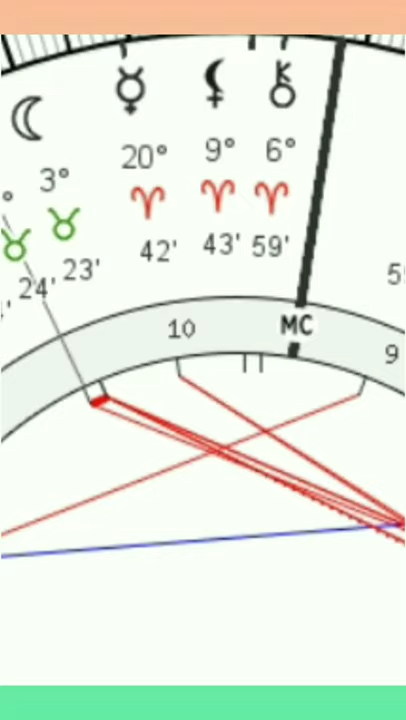 ☾ ☿ ⚸ ⚷
3° 20° 9° 6°
♉ ♉ ♈ ♈ ♈
24' 23' 42' 43' 59'
10 MC 9